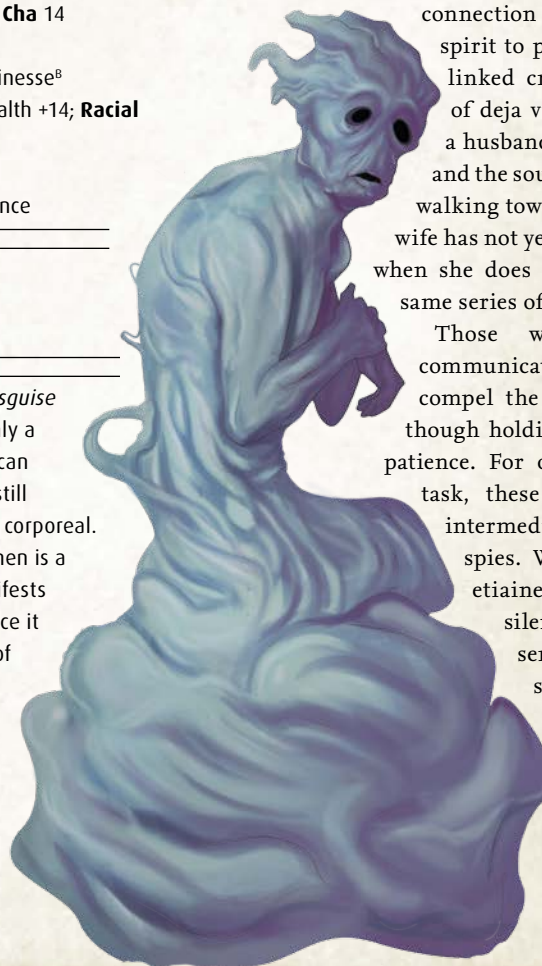 Cha 14
inesseᴮ
alth +14; Racial
nce
sguise
ly a
can
still
corporeal.
nen is a
ifests
ce it
of
connection
spirit to p
linked cr
of deja v
a husband
and the sou
walking tow
wife has not ye
when she does
same series of
Those w
communicat
compel the
though holdi
patience. For c
task, these
intermed
spies. W
etiaine
siler
ser
s